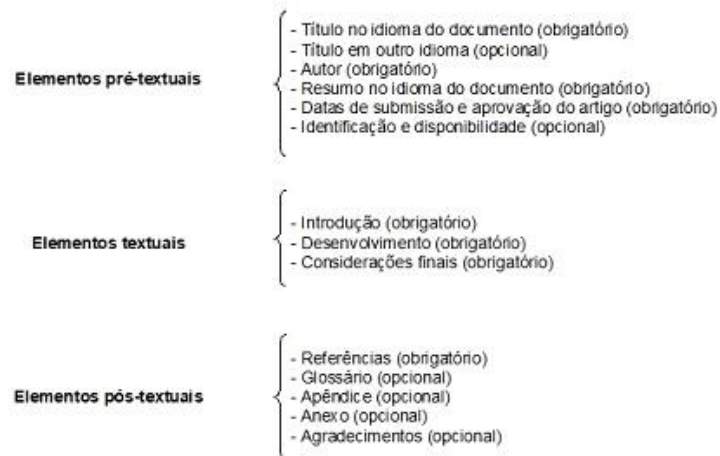 Elementos pré-textuais
- Título no idioma do documento (obrigatório)
- Título em outro idioma (opcional)
- Autor (obrigatório)
- Resumo no idioma do documento (obrigatório)
- Datas de submissão e aprovação do artigo (obrigatório)
- Identificação e disponibilidade (opcional)
Elementos textuais
- Introdução (obrigatório)
- Desenvolvimento (obrigatório)
- Considerações finais (obrigatório)
Elementos pós-textuais
- Referências (obrigatório)
- Glossário (opcional)
- Apêndice (opcional)
- Anexo (opcional)
- Agradecimentos (opcional)